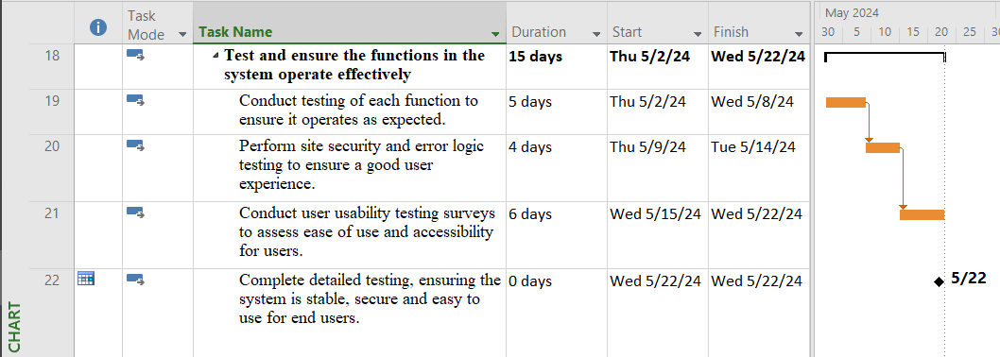 Task Mode
Task Name
Duration
Start
Finish
May 2024
30 5 10 15 20 25 30
18
Test and ensure the functions in the
system operate effectively
15 days
Thu 5/2/24
Wed 5/22/24
19
Conduct testing of each function to
ensure it operates as expected.
5 days
Thu 5/2/24
Wed 5/8/24
20
Perform site security and error logic
testing to ensure a good user
experience.
4 days
Thu 5/9/24
Tue 5/14/24
21
Conduct user usability testing surveys
to assess ease of use and accessibility
for users.
6 days
Wed 5/15/24
Wed 5/22/24
22
Complete detailed testing, ensuring the
system is stable, secure and easy to
use for end users.
0 days
Wed 5/22/24
Wed 5/22/24
5/22
CHART